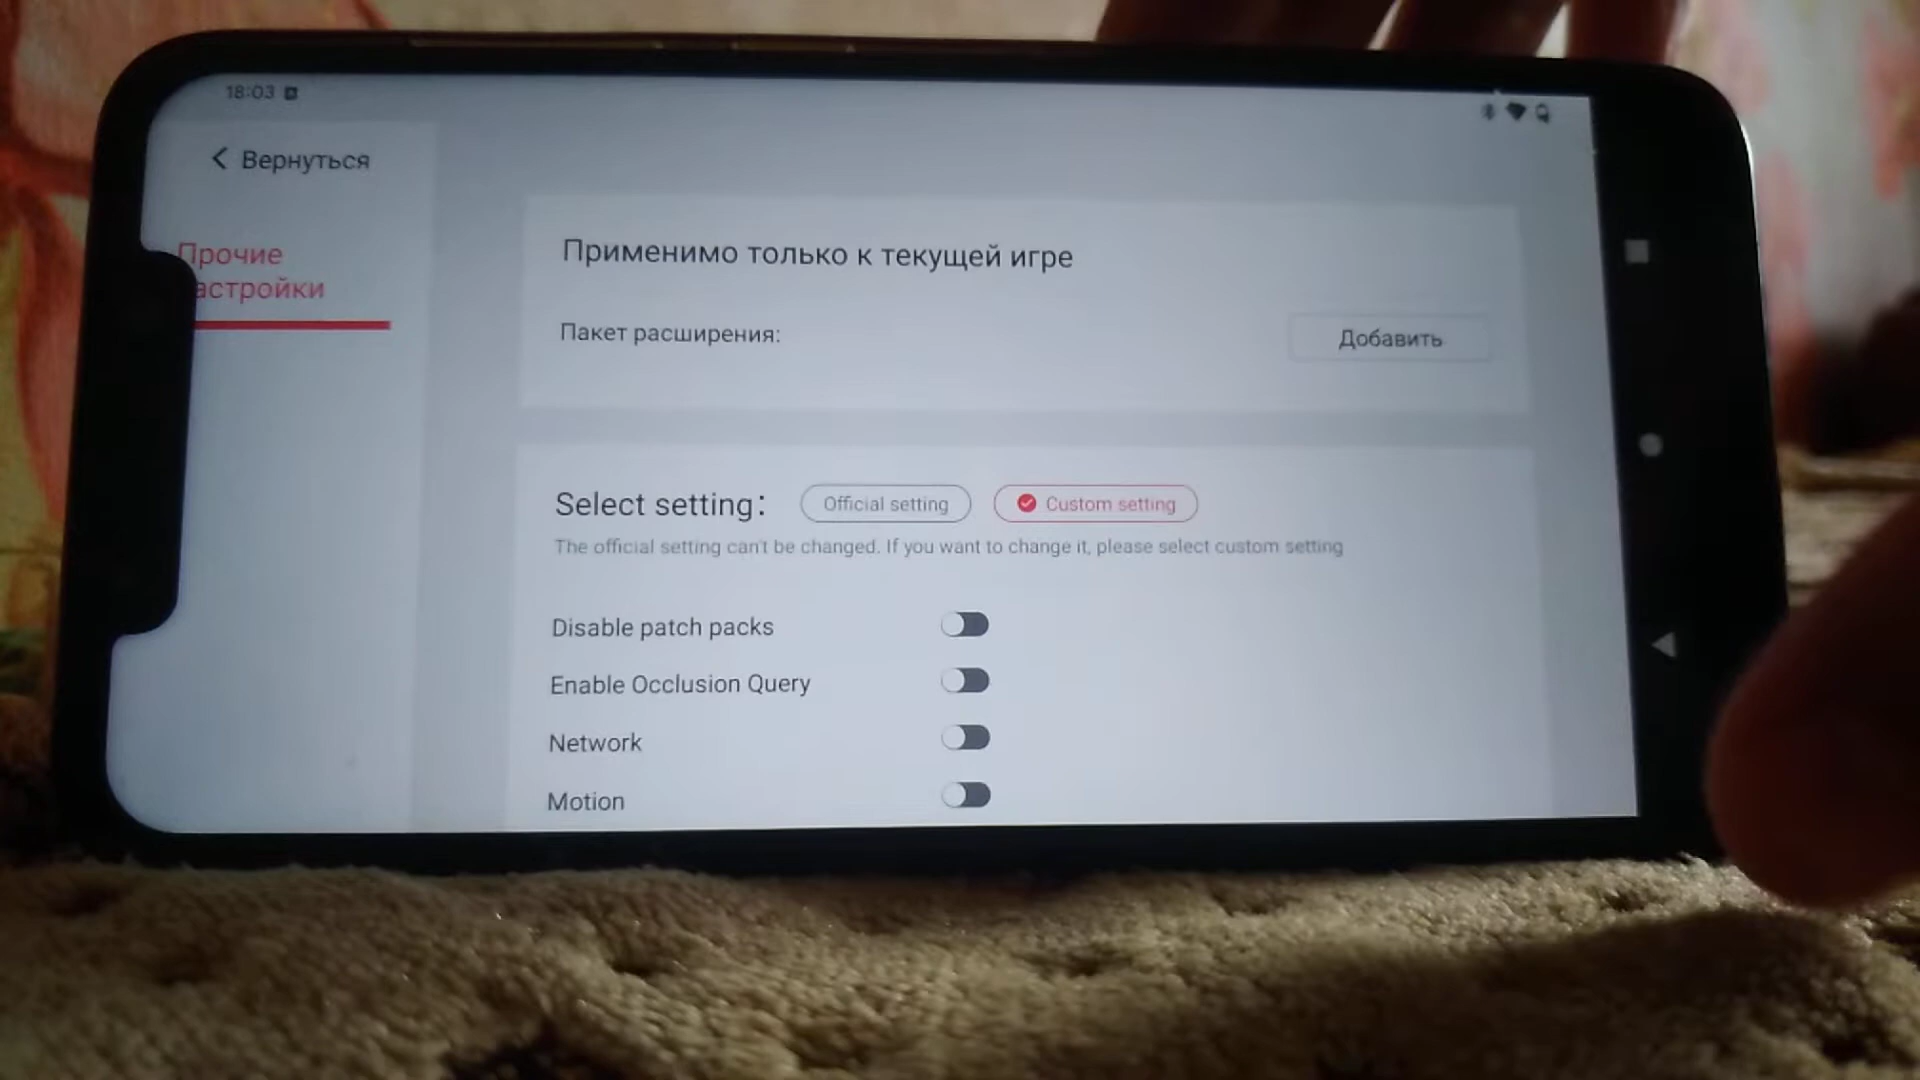 18:03
Вернуться
Прочие
астройки
Применимо только к текущей игре
Пакет расширения:
Добавить
Select setting:
Official setting
Custom setting
The official setting can't be changed. If you want to change it, please select custom setting
Disable patch packs
Enable Occlusion Query
Network
Motion